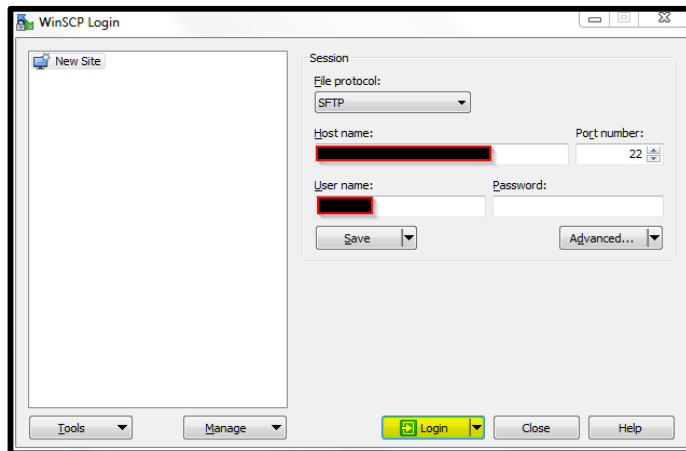 WinSCP Login
New Site
Session
File protocol:
SFTP
Host name:
Port number:
22
User name:
Password:
Save
Advanced...
Tools
Manage
Login
Close
Help